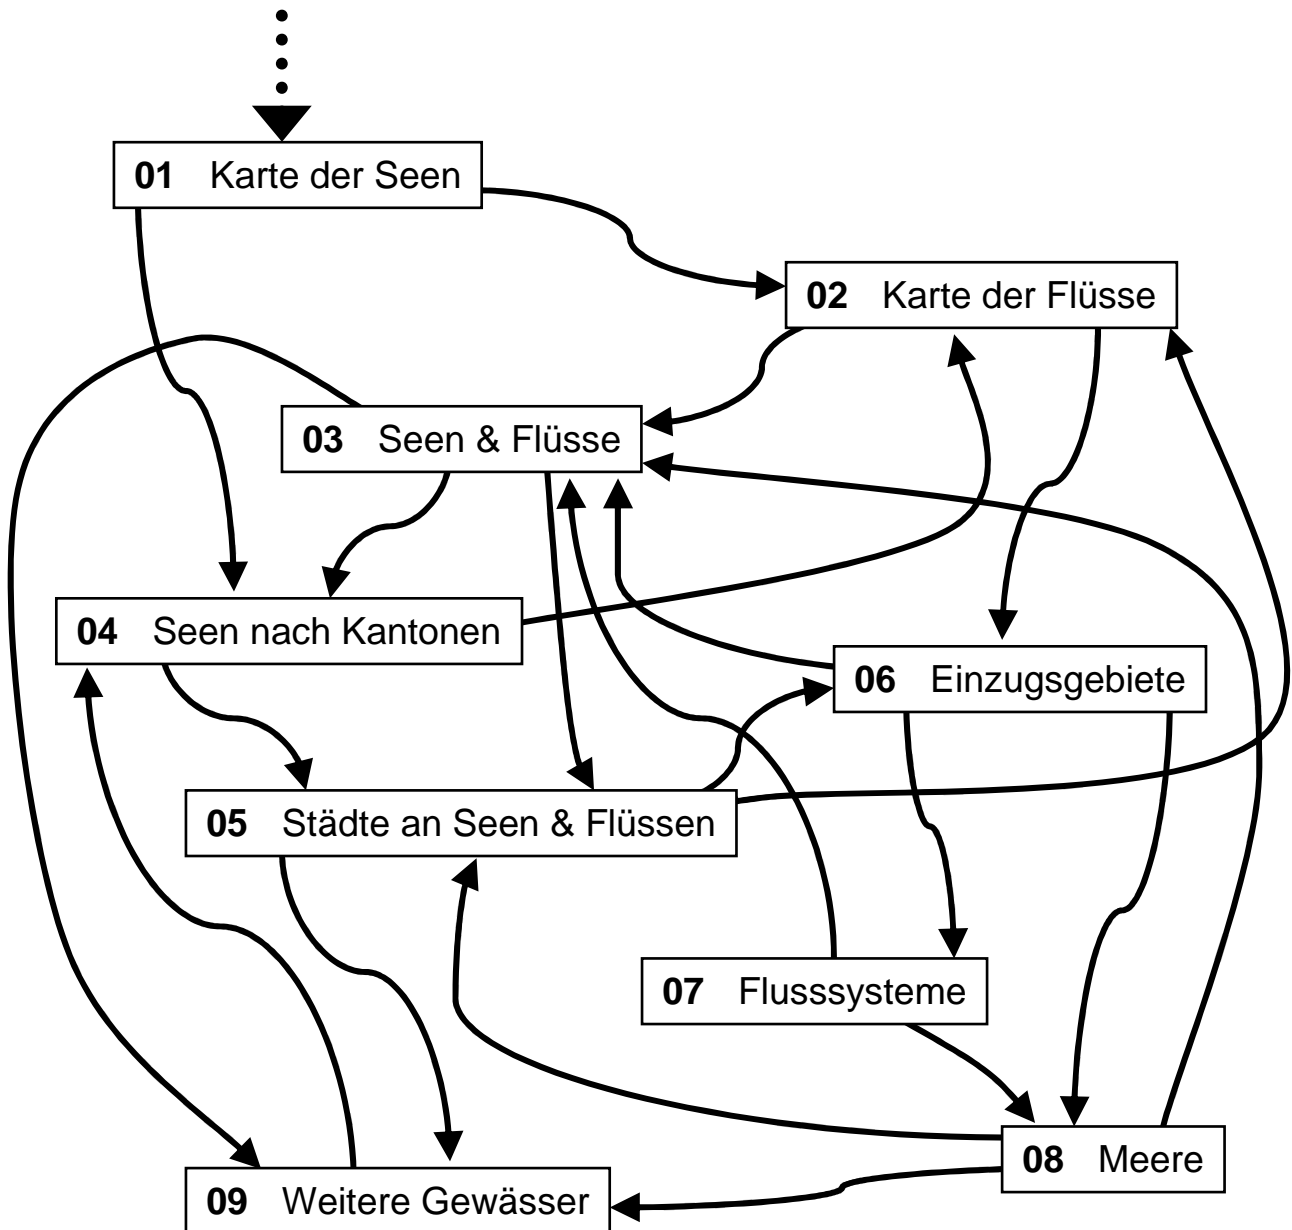 01 Karte der Seen
02 Karte der Flüsse
03 Seen & Flüsse
04 Seen nach Kantonen
06 Einzugsgebiete
05 Städte an Seen & Flüssen
07 Flusssysteme
08 Meere
09 Weitere Gewässer